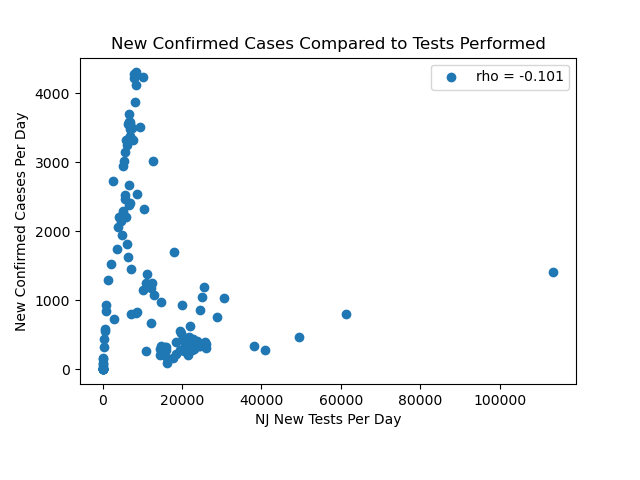 New Confirmed Cases Compared to Tests Performed
rho = -0.101
New Confirmed Caeses Per Day
4000
3000
2000
1000
0
0 20000 40000 60000 80000 100000
NJ New Tests Per Day